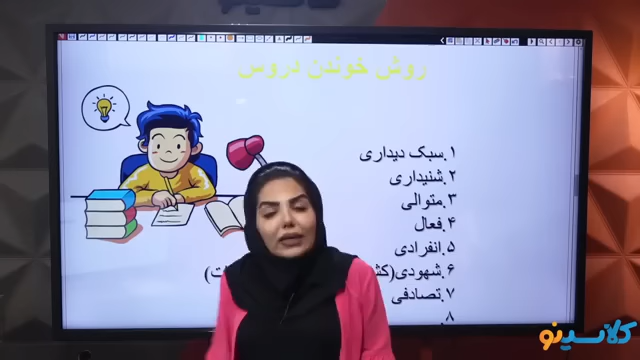 روش خوندن دروس
۱.سبک دیداری
۲.شنیداری
۳.متوالی
۴.فعال
۵.انفرادی
۶.شهودی(
۷.تصادفی
۸.
کلاسینو